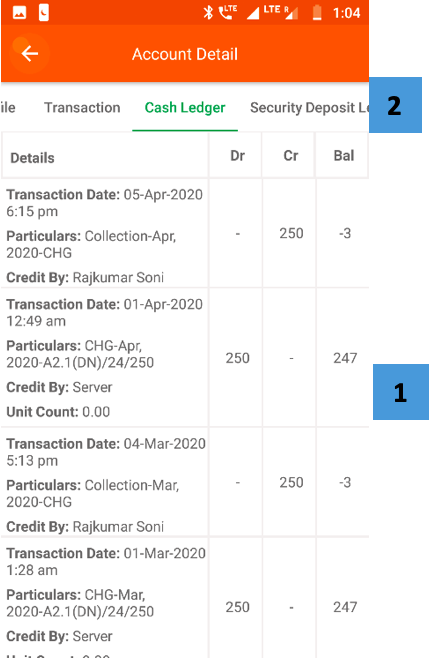 LTE LTE R 1:04
Account Detail
ile Transaction Cash Ledger Security Deposit Le
2
Details Dr Cr Bal
Transaction Date: 05-Apr-2020
6:15 pm
Particulars: Collection-Apr,
2020-CHG
Credit By: Rajkumar Soni
- 250 -3
Transaction Date: 01-Apr-2020
12:49 am
Particulars: CHG-Apr,
2020-A2.1(DN)/24/250
Credit By: Server
Unit Count: 0.00
250 - 247
1
Transaction Date: 04-Mar-2020
5:13 pm
Particulars: Collection-Mar,
2020-CHG
Credit By: Rajkumar Soni
- 250 -3
Transaction Date: 01-Mar-2020
1:28 am
Particulars: CHG-Mar,
2020-A2.1(DN)/24/250
Credit By: Server
250 - 247